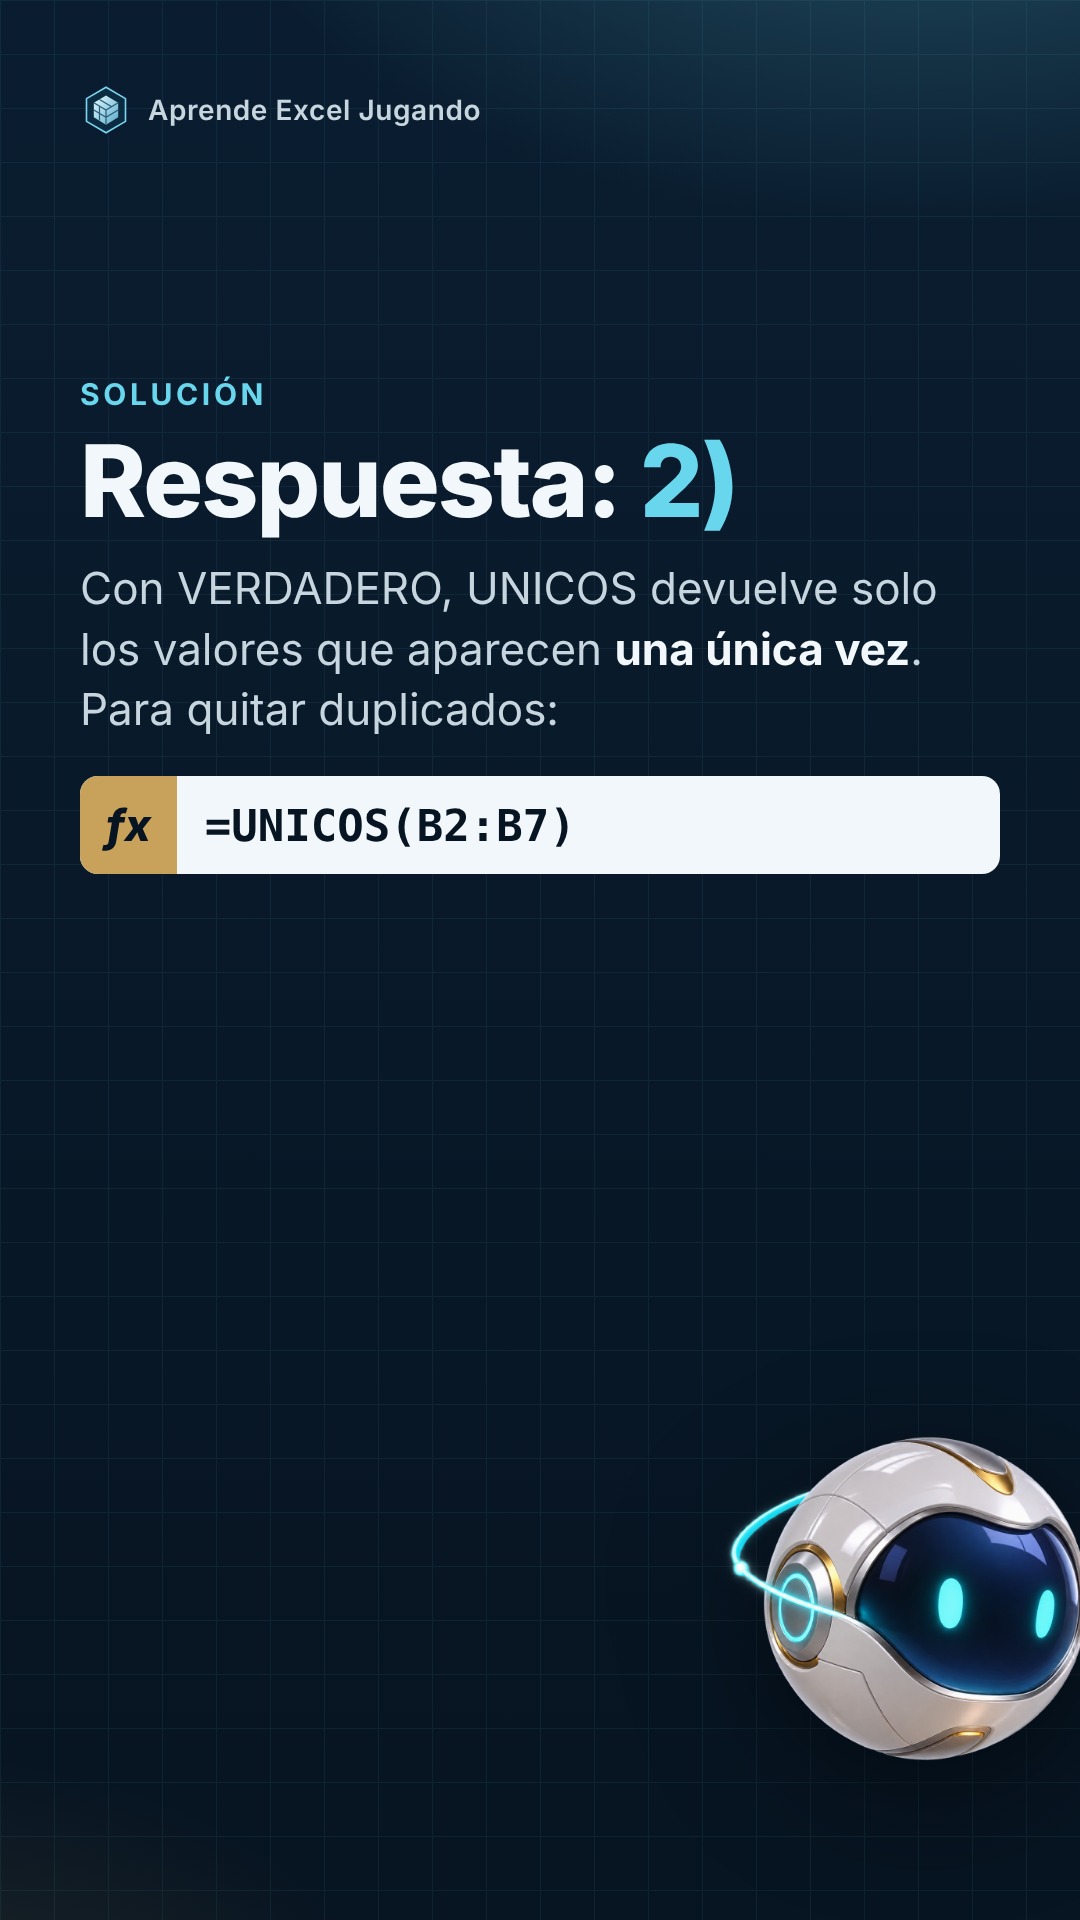 Aprende Excel Jugando
SOLUCIÓN
Respuesta: 2)
Con VERDADERO, UNICOS devuelve solo
los valores que aparecen una única vez.
Para quitar duplicados:
fx =UNICOS(B2:B7)